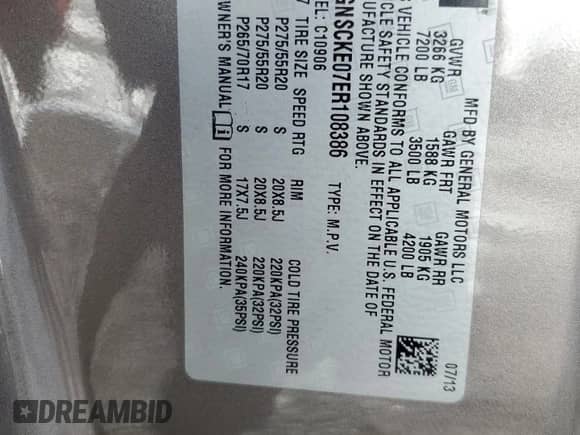 MFD BY GENERAL MOTORS LLC 07/13
GVWR GAWR FRT GAWR RR
3266 KG 1588 KG 1905 KG
7200 LB 3500 LB 4200 LB
VEHICLE CONFORMS TO ALL APPLICABLE U.S. FEDERAL MOTOR
VEHICLE SAFETY STANDARDS IN EFFECT ON THE DATE OF
SHOWN ABOVE.
GNSCKE07ER108386 TYPE: M.P.V.
MODEL: C10906
TIRE SIZE SPEED RTG RIM COLD TIRE PRESSURE
P275/55R20 S 20X8.5J 220KPA(32PSI)
P275/55R20 S 20X8.5J 220KPA(32PSI)
P265/70R17 S 17X7.5J 240KPA(35PSI)
OWNER'S MANUAL i FOR MORE INFORMATION.
GM
DREAMBID